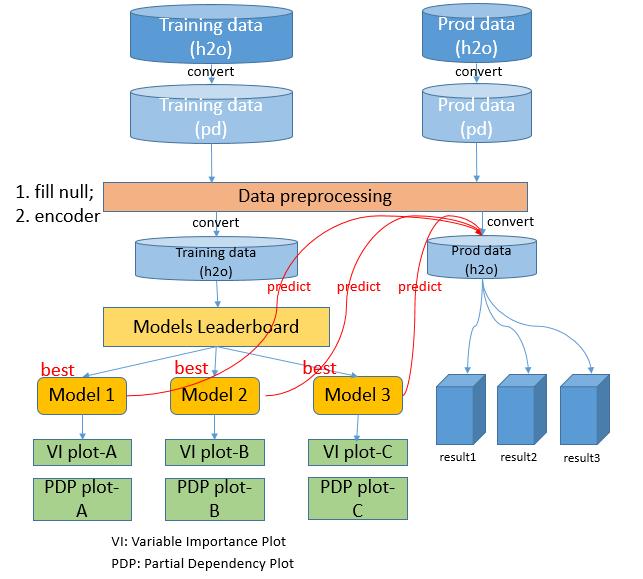 Training data
(h2o)
Prod data
(h2o)
convert
convert
Training data
(pd)
Prod data
(pd)
1. fill null;
2. encoder
Data preprocessing
convert
convert
Training data
(h2o)
Prod data
(h2o)
predict
predict
predict
Models Leaderboard
best
best
best
Model 1
Model 2
Model 3
VI plot-A
VI plot-B
VI plot-C
result1
result2
result3
PDP plot-
A
PDP plot-
B
PDP plot-
C
VI: Variable Importance Plot
PDP: Partial Dependency Plot